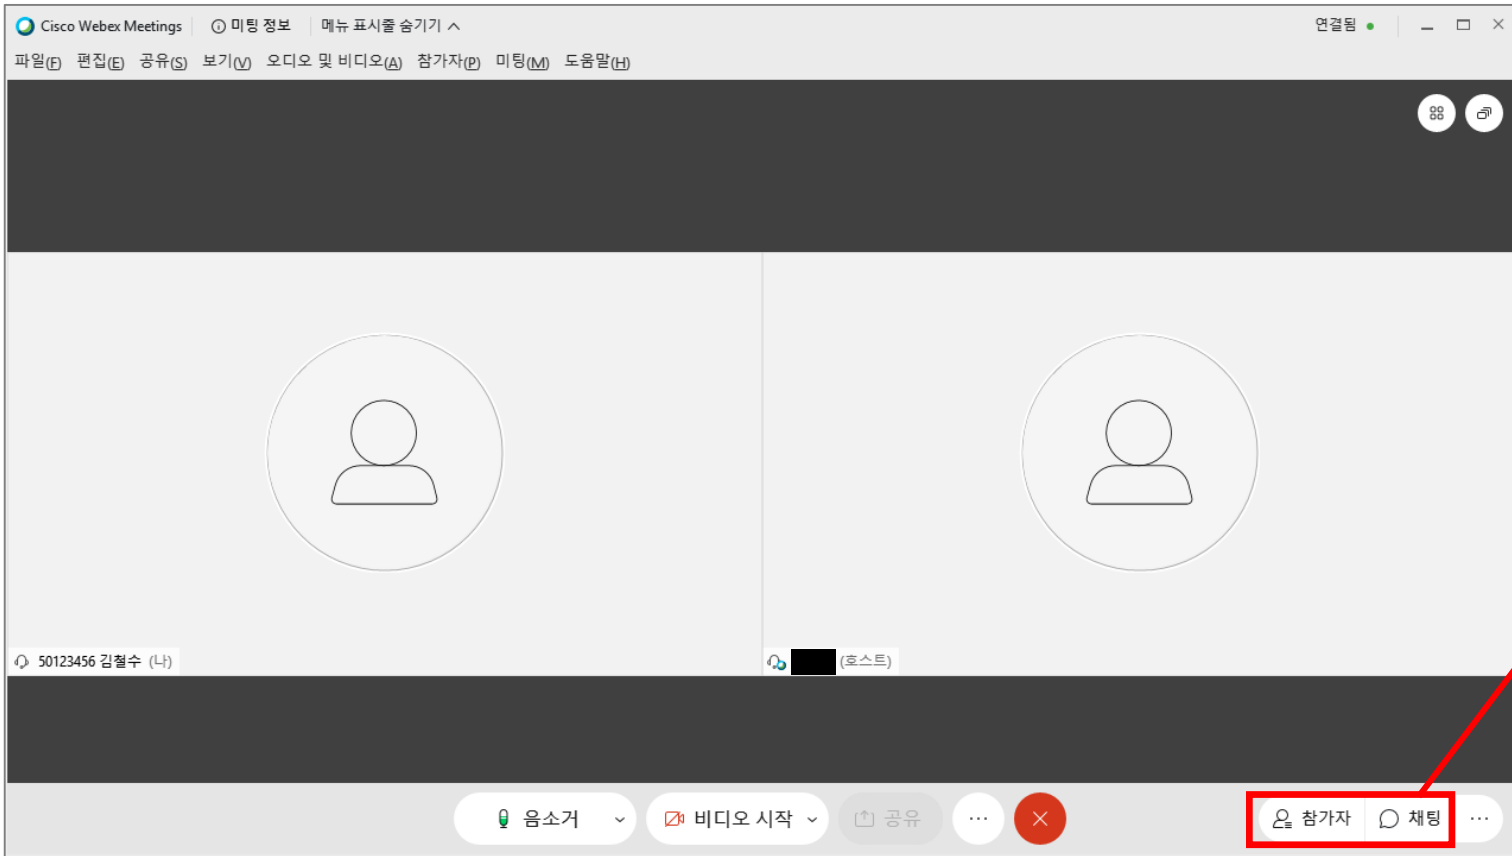 Cisco Webex Meetings 미팅 정보 메뉴 표시줄 숨기기 연결됨
파일(F) 편집(E) 공유(S) 보기(V) 오디오 및 비디오(A) 참가자(P) 미팅(M) 도움말(H)
50123456 김철수 (나) (호스트)
음소거 비디오 시작 공유 ... 참가자 채팅 ...